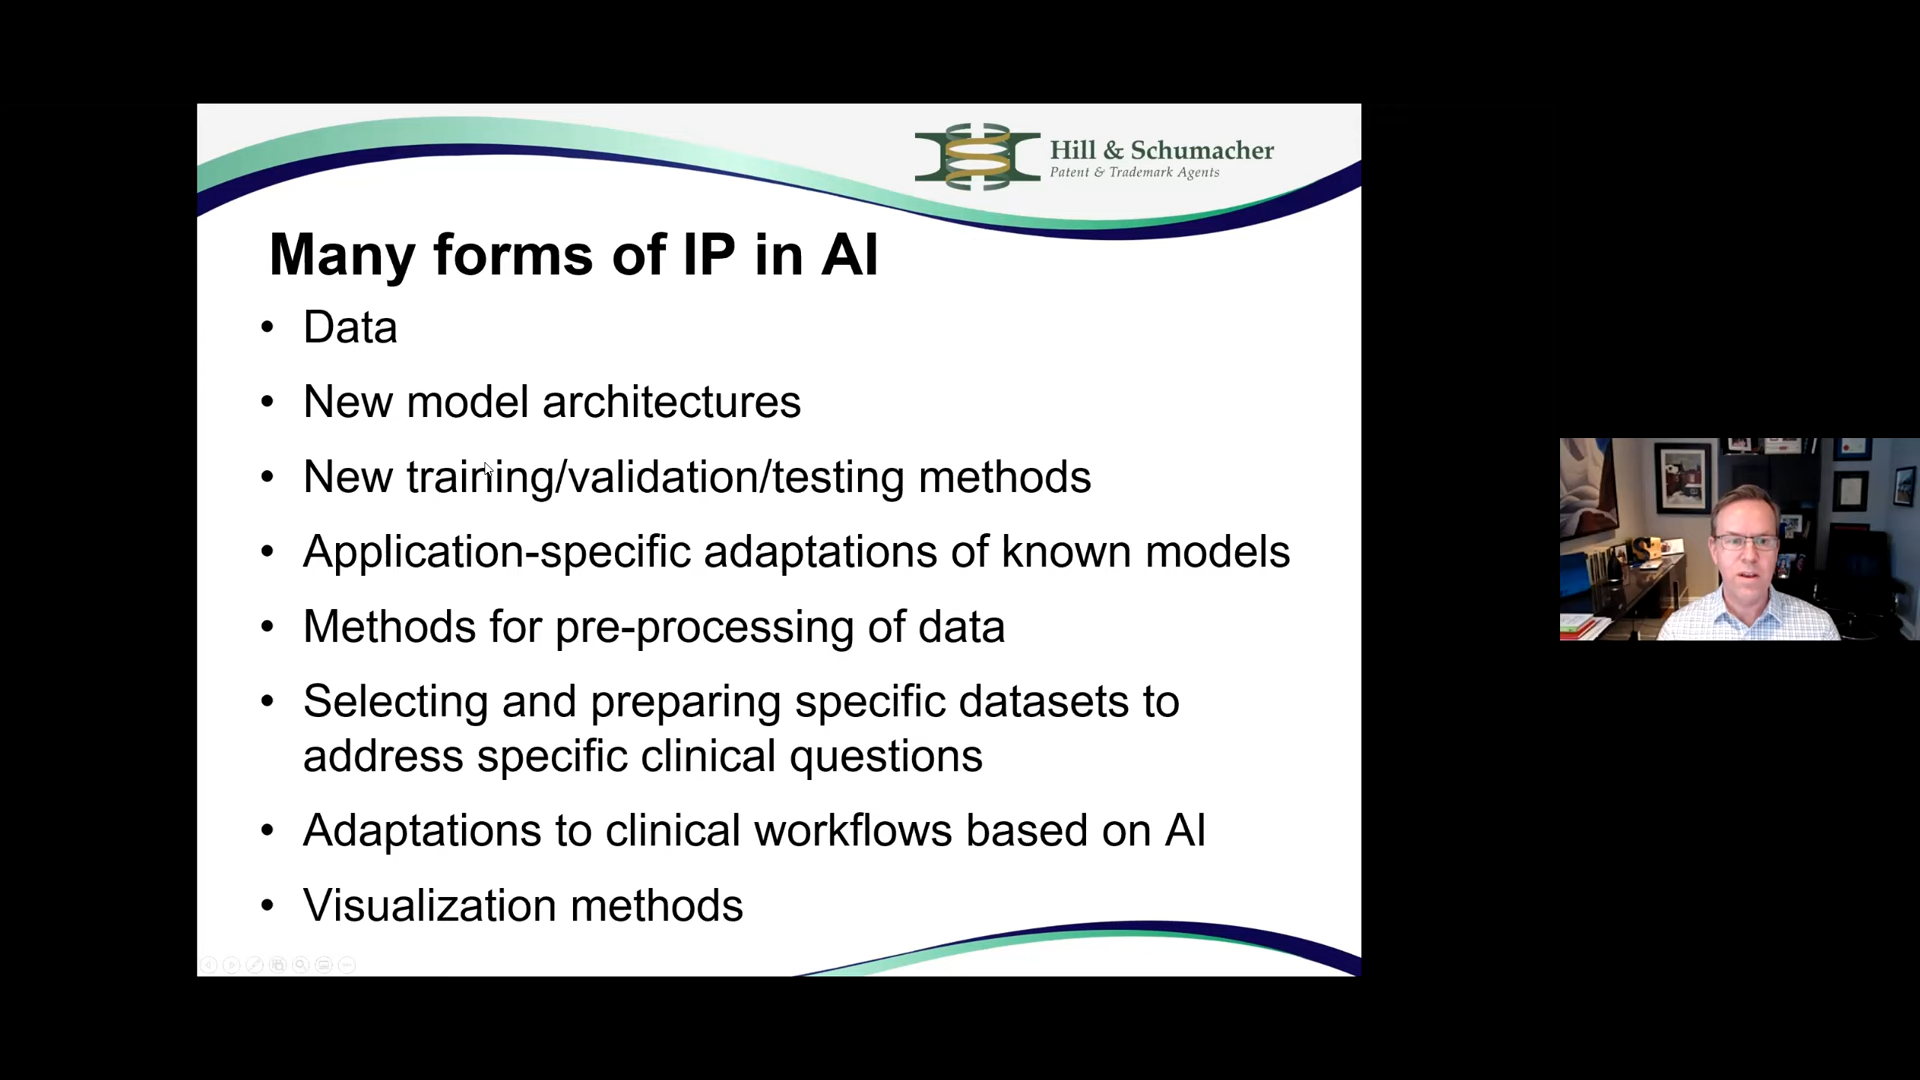 Hill & Schumacher
Patent & Trademark Agents
Many forms of IP in AI
• Data
• New model architectures
• New training/validation/testing methods
• Application-specific adaptations of known models
• Methods for pre-processing of data
• Selecting and preparing specific datasets to
address specific clinical questions
• Adaptations to clinical workflows based on AI
• Visualization methods